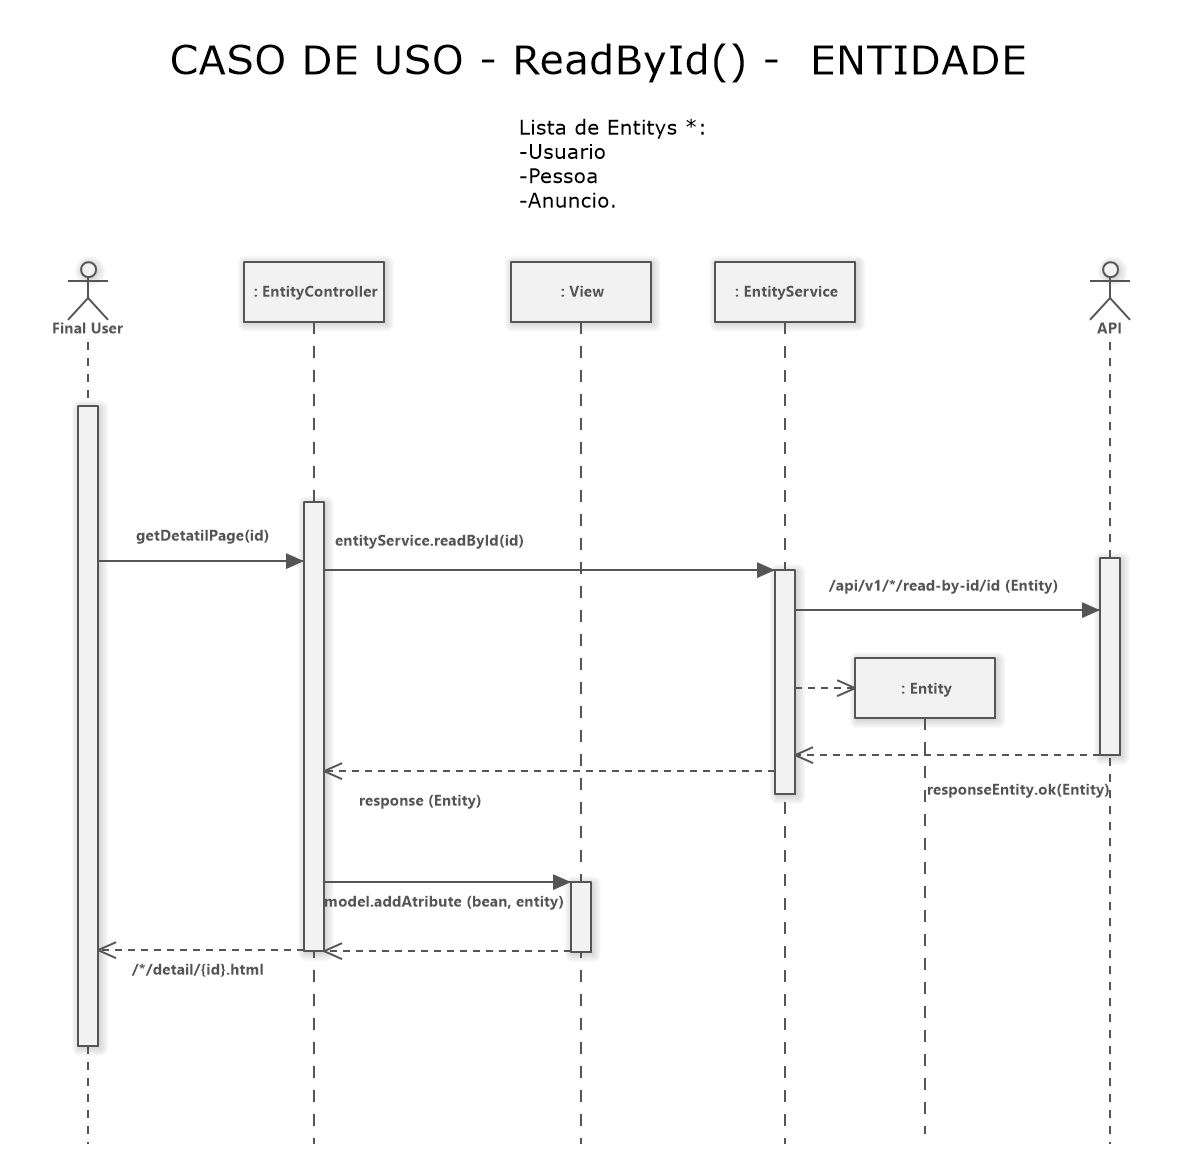 CASO DE USO - ReadById() - ENTIDADE
Lista de Entitys *:
-Usuario
-Pessoa
-Anuncio.
Final User
: EntityController
: View
: EntityService
API
getDetatilPage(id)
entityService.readById(id)
/api/v1/*/read-by-id/id (Entity)
: Entity
responseEntity.ok(Entity)
response (Entity)
model.addAtribute (bean, entity)
/*/detail/{id}.html